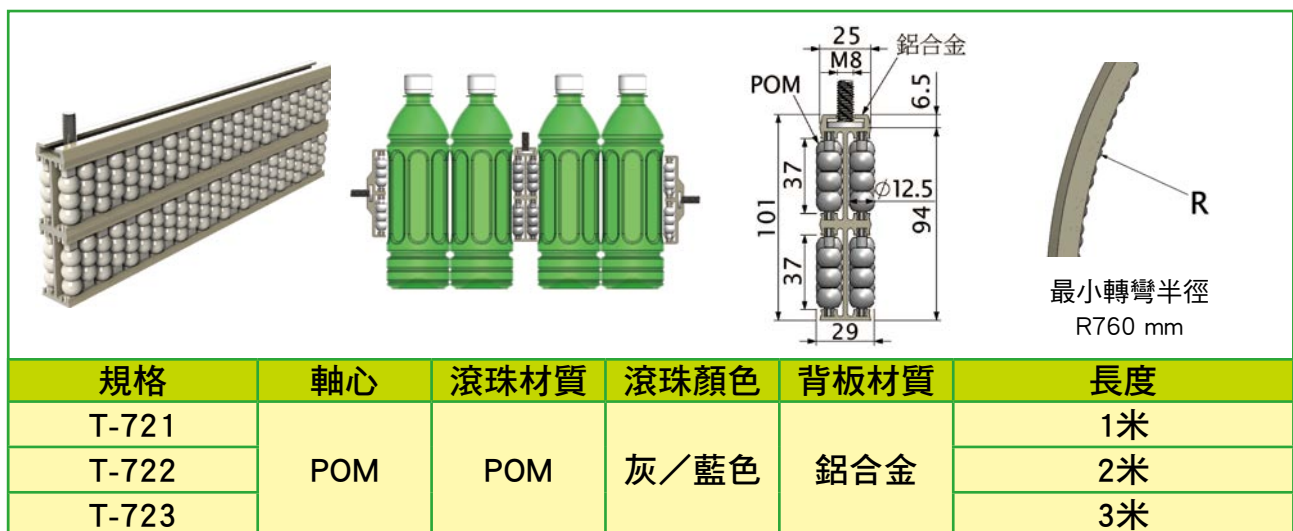 25
鋁合金
M8
POM
6.5
37
Ø12.5
101
94
37
29
R
最小轉彎半徑
R760 mm
規格 軸心 滾珠材質 滾珠顏色 背板材質 長度
T-721 1米
T-722 POM POM 灰／藍色 鋁合金 2米
T-723 3米